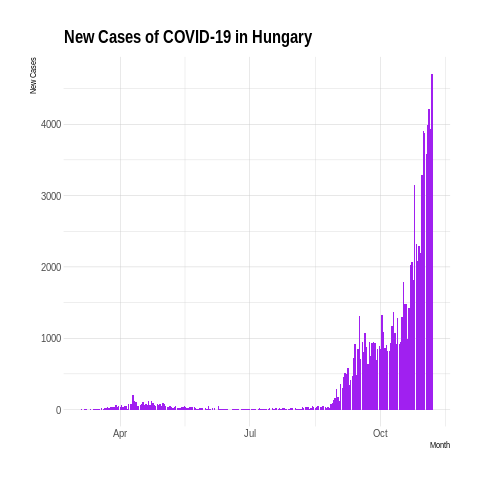 New Cases of COVID-19 in Hungary
New Cases
4000
3000
2000
1000
0
Apr
Jul
Oct
Month